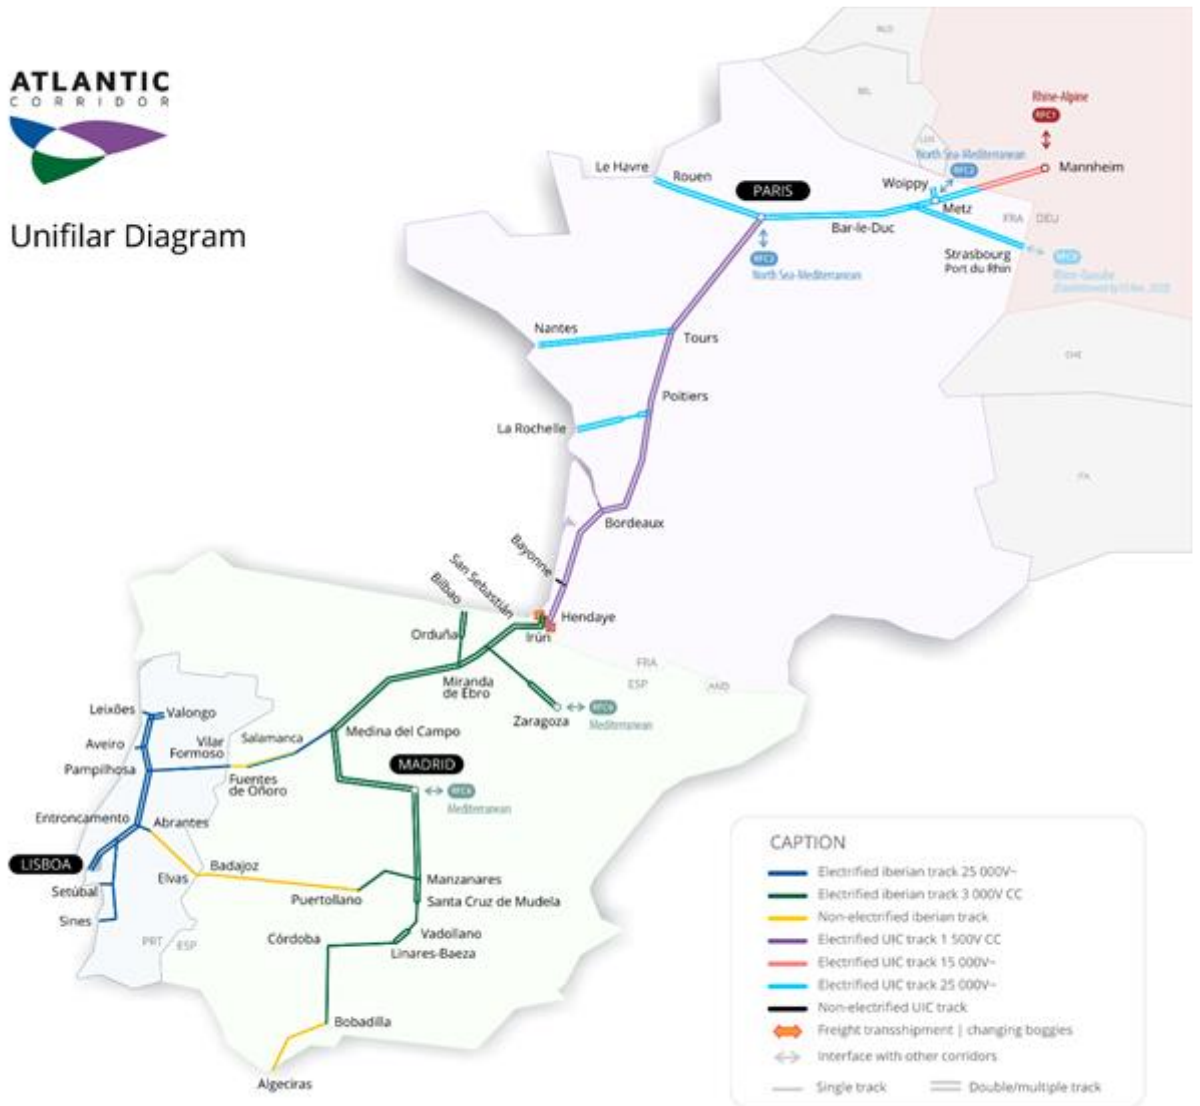 ATLANTIC
CORRIDOR
Unifilar Diagram
NLD
BEL
LUX
Rhine-Alpine
RFC1
North Sea-Mediterranean
RFC2
Mannheim
Le Havre
Rouen
PARIS
Woippy
Metz
Bar-le-Duc
FRA
DEU
Strasbourg
Port du Rhin
RFC2
North Sea-Mediterranean
Nantes
Tours
CHE
Poitiers
La Rochelle
ITA
Bordeaux
Bayonne
San Sebastián
Bilbao
Hendaye
Orduña
Irún
FRA
ESP
AND
Miranda
de Ebro
Zaragoza
Mediterranean
Leixões
Valongo
Aveiro
Vilar
Formoso
Salamanca
Medina del Campo
Pampilhosa
Fuentes
de Oñoro
MADRID
Mediterranean
Entroncamento
Abrantes
LISBOA
Elvas
Badajoz
Puertollano
Manzanares
Setúbal
Santa Cruz de Mudela
Sines
Córdoba
Vadollano
PRT
ESP
Linares-Baeza
Bobadilla
Algeciras
CAPTION
Electrified iberian track 25 000V~
Electrified iberian track 3 000V CC
Non-electrified iberian track
Electrified UIC track 1 500V CC
Electrified UIC track 15 000V~
Electrified UIC track 25 000V~
Non-electrified UIC track
Freight transshipment | changing boggies
Interface with other corridors
Single track
Double/multiple track